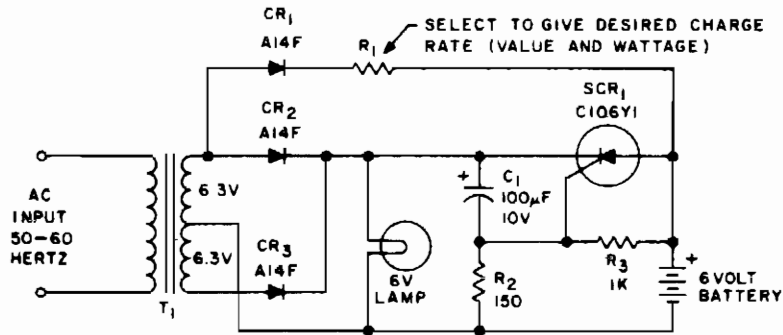 CR1
A14F
R1
SELECT TO GIVE DESIRED CHARGE
RATE (VALUE AND WATTAGE)
CR2
A14F
SCR1
C106Y1
AC
INPUT
50-60
HERTZ
6 3V
6.3V
T1
CR3
A14F
6V
LAMP
+
C1
100µF
10V
R2
150
R3
1K
+
6 VOLT
BATTERY